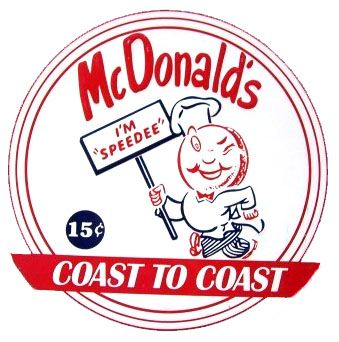 McDonald's
I'M
"SPEEDEE"
15¢
COAST TO COAST